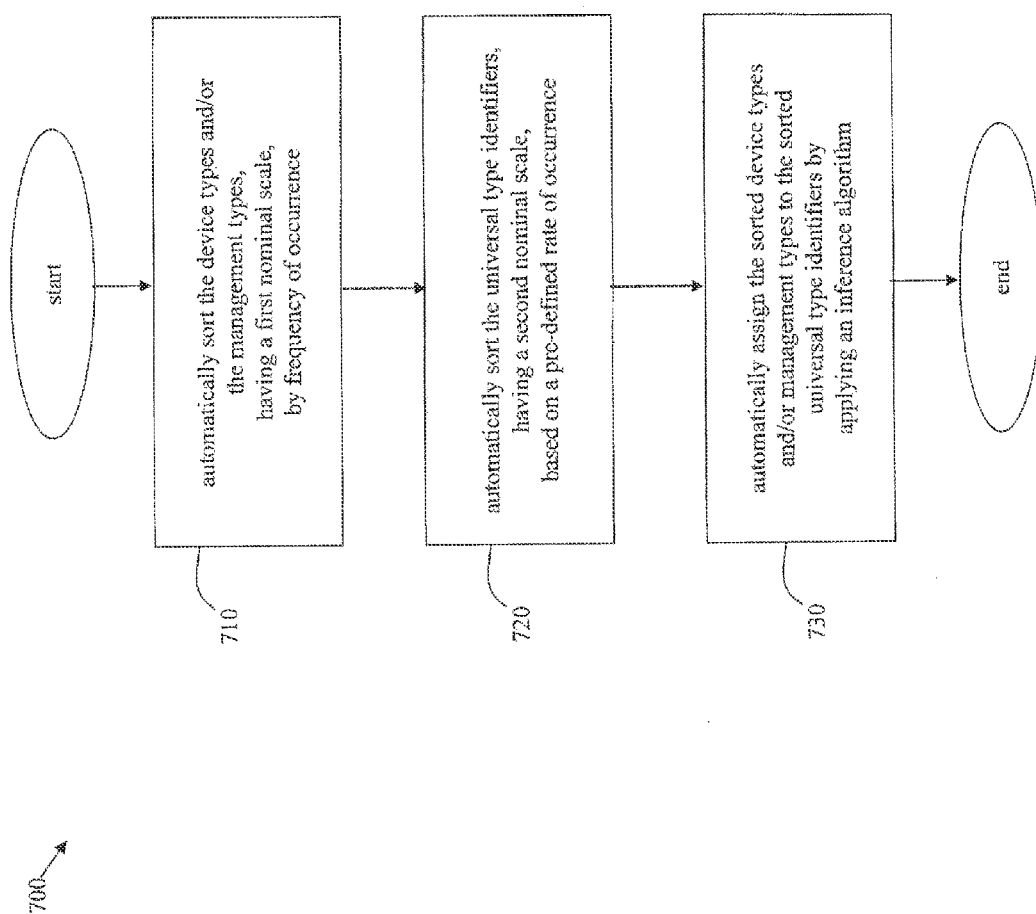 700
start
710
automatically sort the device types and/or
the management types,
having a first nominal scale,
by frequency of occurrence
720
automatically sort the universal type identifiers,
having a second nominal scale,
based on a pre-defined rate of occurrence
730
automatically assign the sorted device types
and/or management types to the sorted
universal type identifiers by
applying an inference algorithm
end